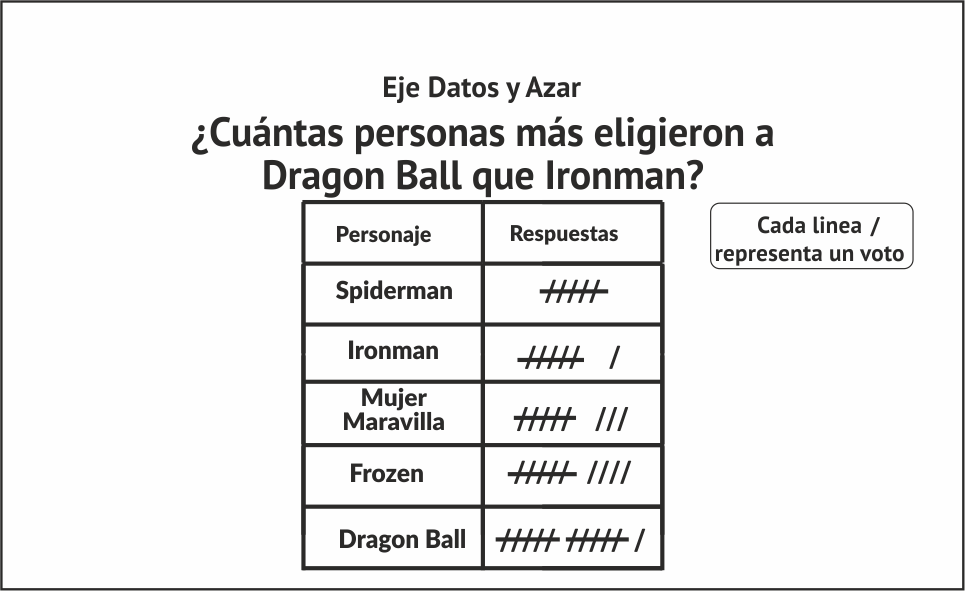 Eje Datos y Azar
¿Cuántas personas más eligieron a
Dragon Ball que Ironman?
Cada linea /
representa un voto
Personaje Respuestas
Spiderman /////
Ironman ///// /
Mujer
Maravilla ///// ///
Frozen ///// ////
Dragon Ball ///// ///// /